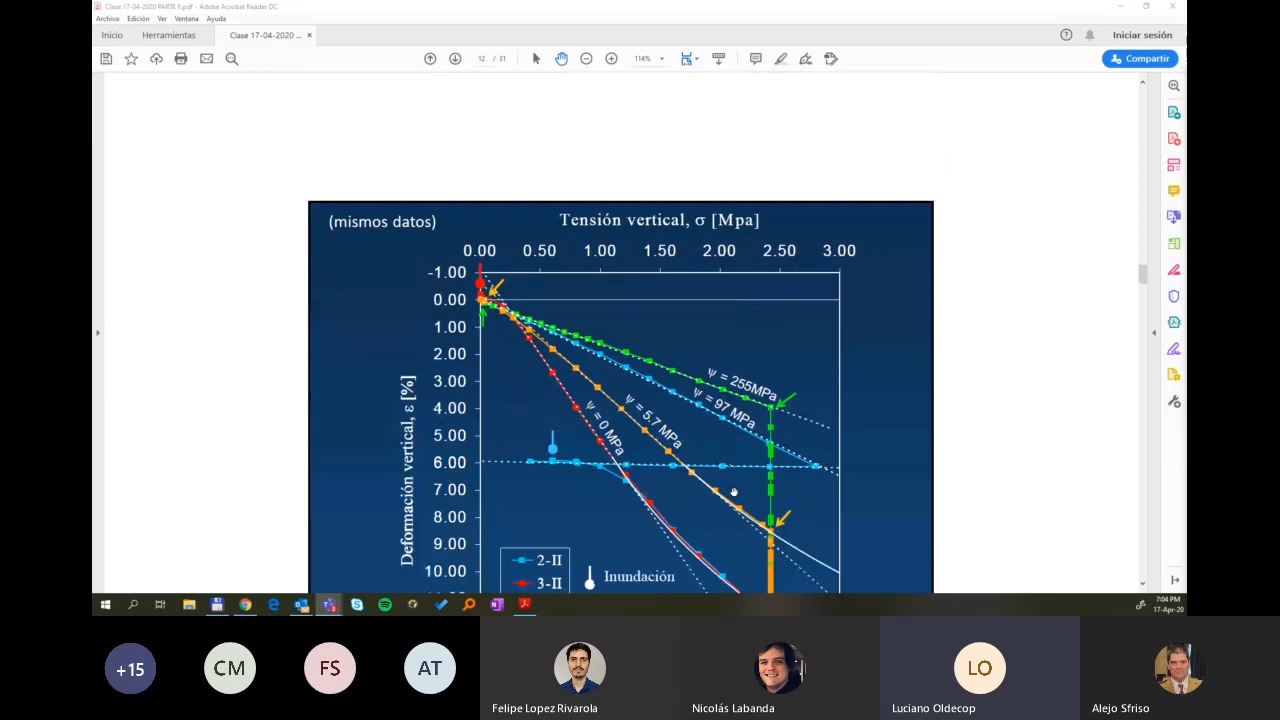 Clase 17-04-2020 PARTE II.pdf - Adobe Acrobat Reader DC
Archivo Edición Ver Ventana Ayuda
Inicio Herramientas Clase 17-04-2020 ... × Iniciar sesión
12 / 31 114% Compartir
(mismos datos) Tensión vertical, σ [Mpa]
0.00 0.50 1.00 1.50 2.00 2.50 3.00
-1.00
0.00
1.00
2.00
3.00
4.00
5.00
6.00
7.00
8.00
9.00
10.00
Deformación vertical, ε [%]
ψ = 255MPa
ψ = 97 MPa
ψ = 5.7 MPa
ψ = 0 MPa
2-II
3-II
Inundación
7:04 PM
17-Apr-20
+15 CM FS AT LO
Felipe Lopez Rivarola Nicolás Labanda Luciano Oldecop Alejo Sfriso